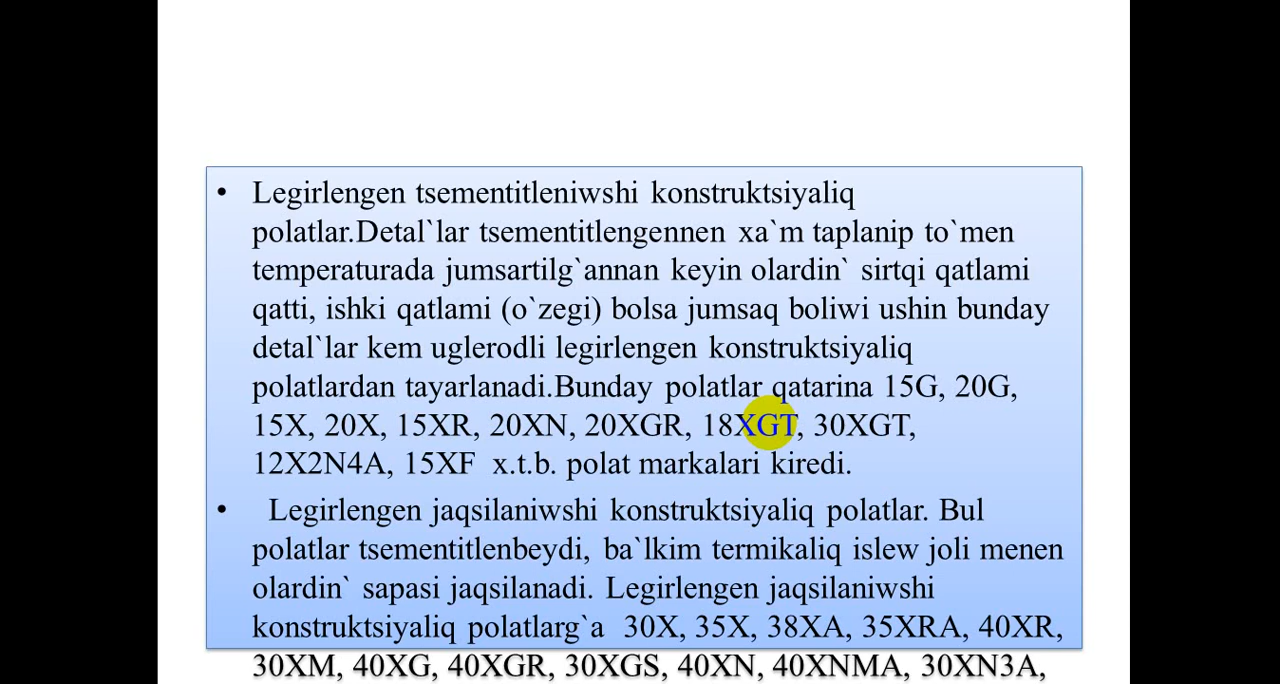 • Legirlengen tsementitleniwshi konstruktsiyaliq
polatlar.Detal`lar tsementitlengennen xa`m taplanip to`men
temperaturada jumsartilg`annan keyin olardin` sirtqi qatlami
qatti, ishki qatlami (o`zegi) bolsa jumsaq boliwi ushin bunday
detal`lar kem uglerodli legirlengen konstruktsiyaliq
polatlardan tayarlanadi.Bunday polatlar qatarina 15G, 20G,
15X, 20X, 15XR, 20XN, 20XGR, 18XGT, 30XGT,
12X2N4A, 15XF x.t.b. polat markalari kiredi.
• Legirlengen jaqsilaniwshi konstruktsiyaliq polatlar. Bul
polatlar tsementitlenbeydi, ba`lkim termikaliq islew joli menen
olardin` sapasi jaqsilanadi. Legirlengen jaqsilaniwshi
konstruktsiyaliq polatlarg`a 30X, 35X, 38XA, 35XRA, 40XR,
30XM, 40XG, 40XGR, 30XGS, 40XN, 40XNMA, 30XN3A,